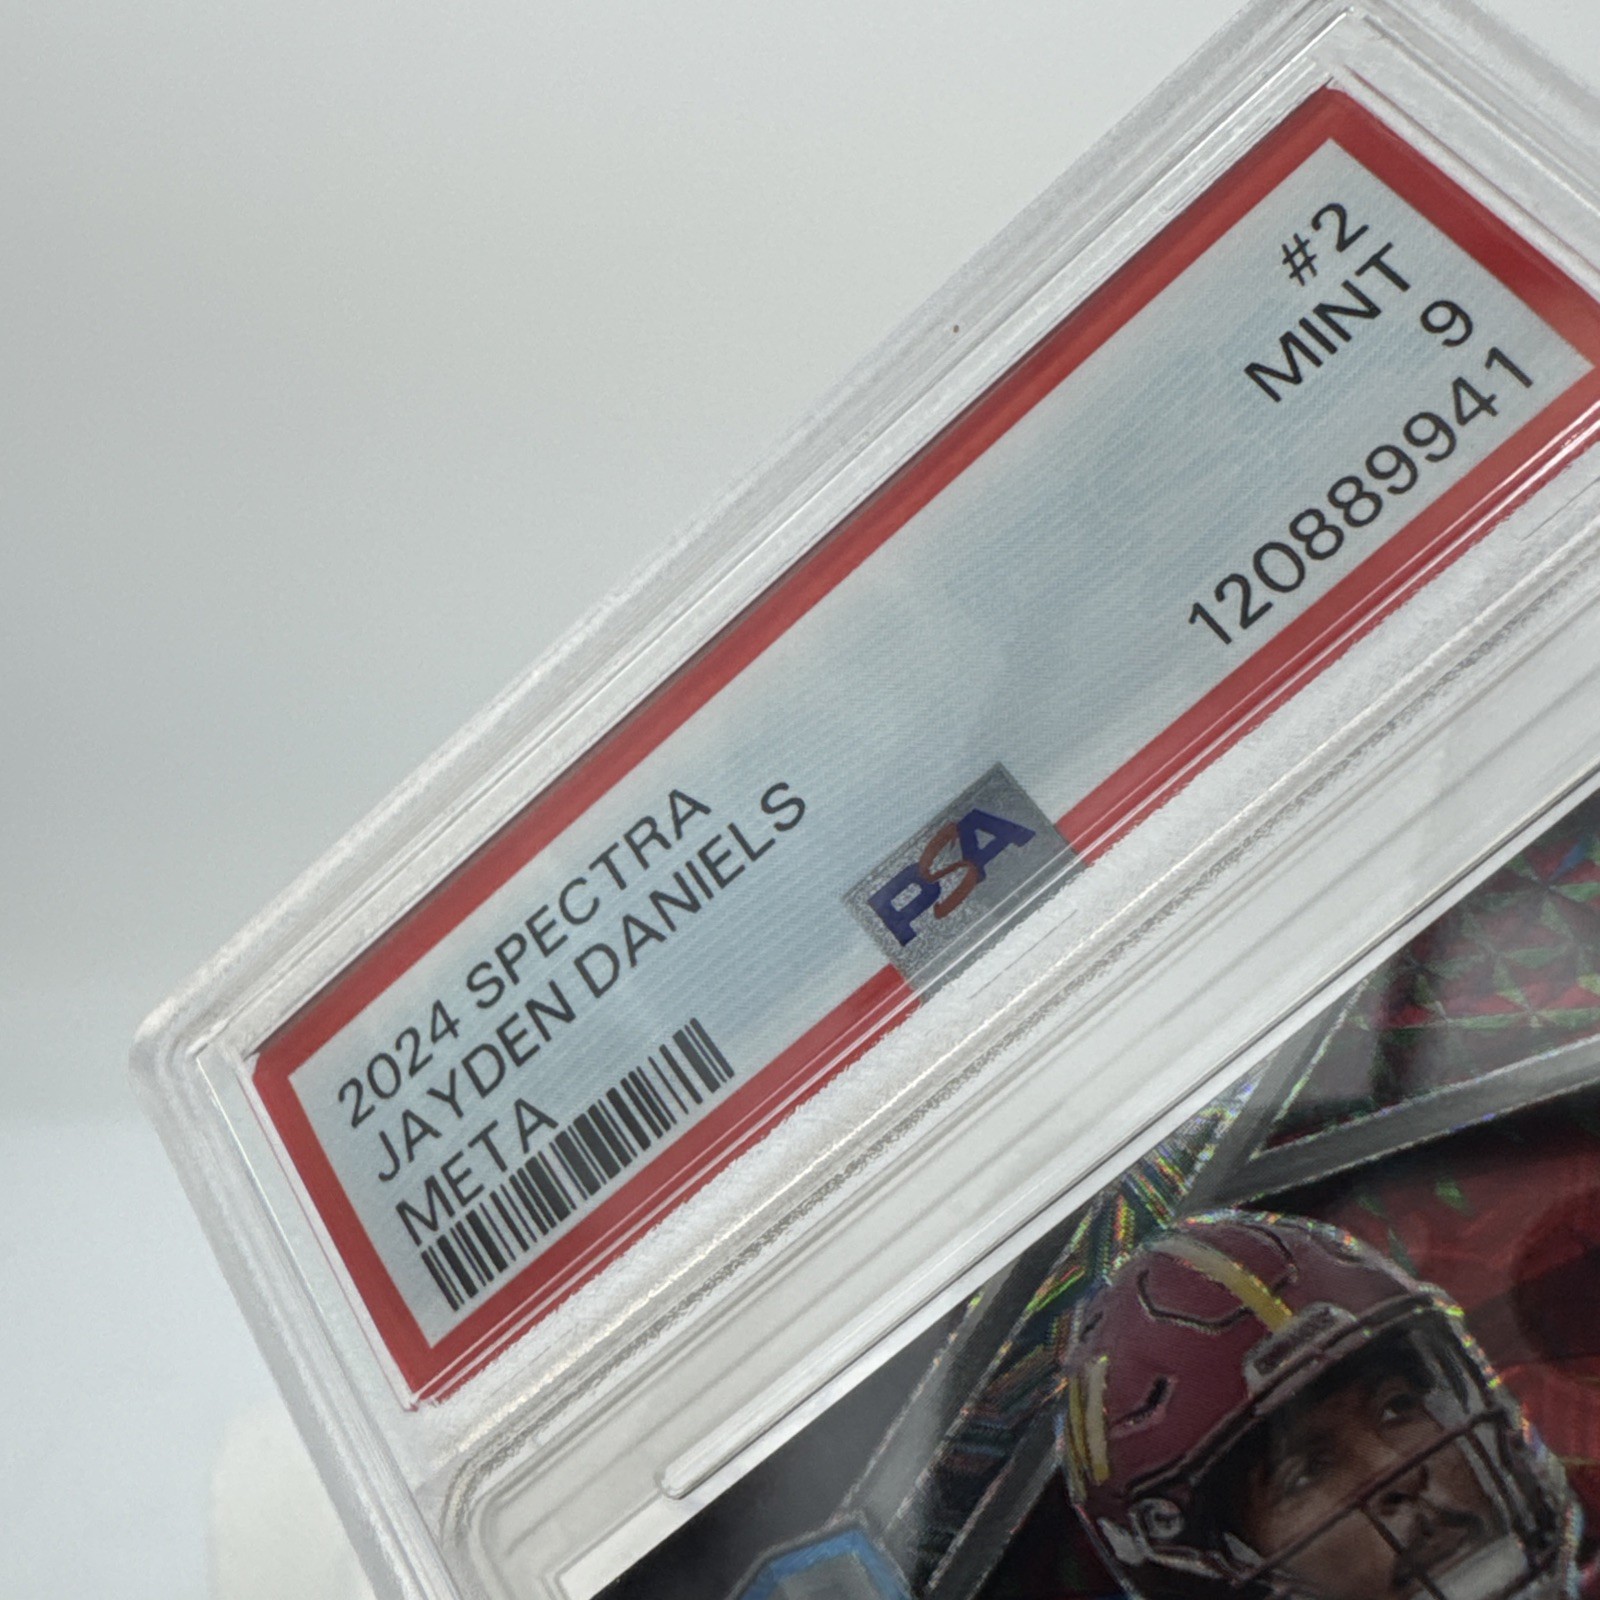 2024 SPECTRA
JAYDEN DANIELS
META
#2
MINT
9
120889941
PSA